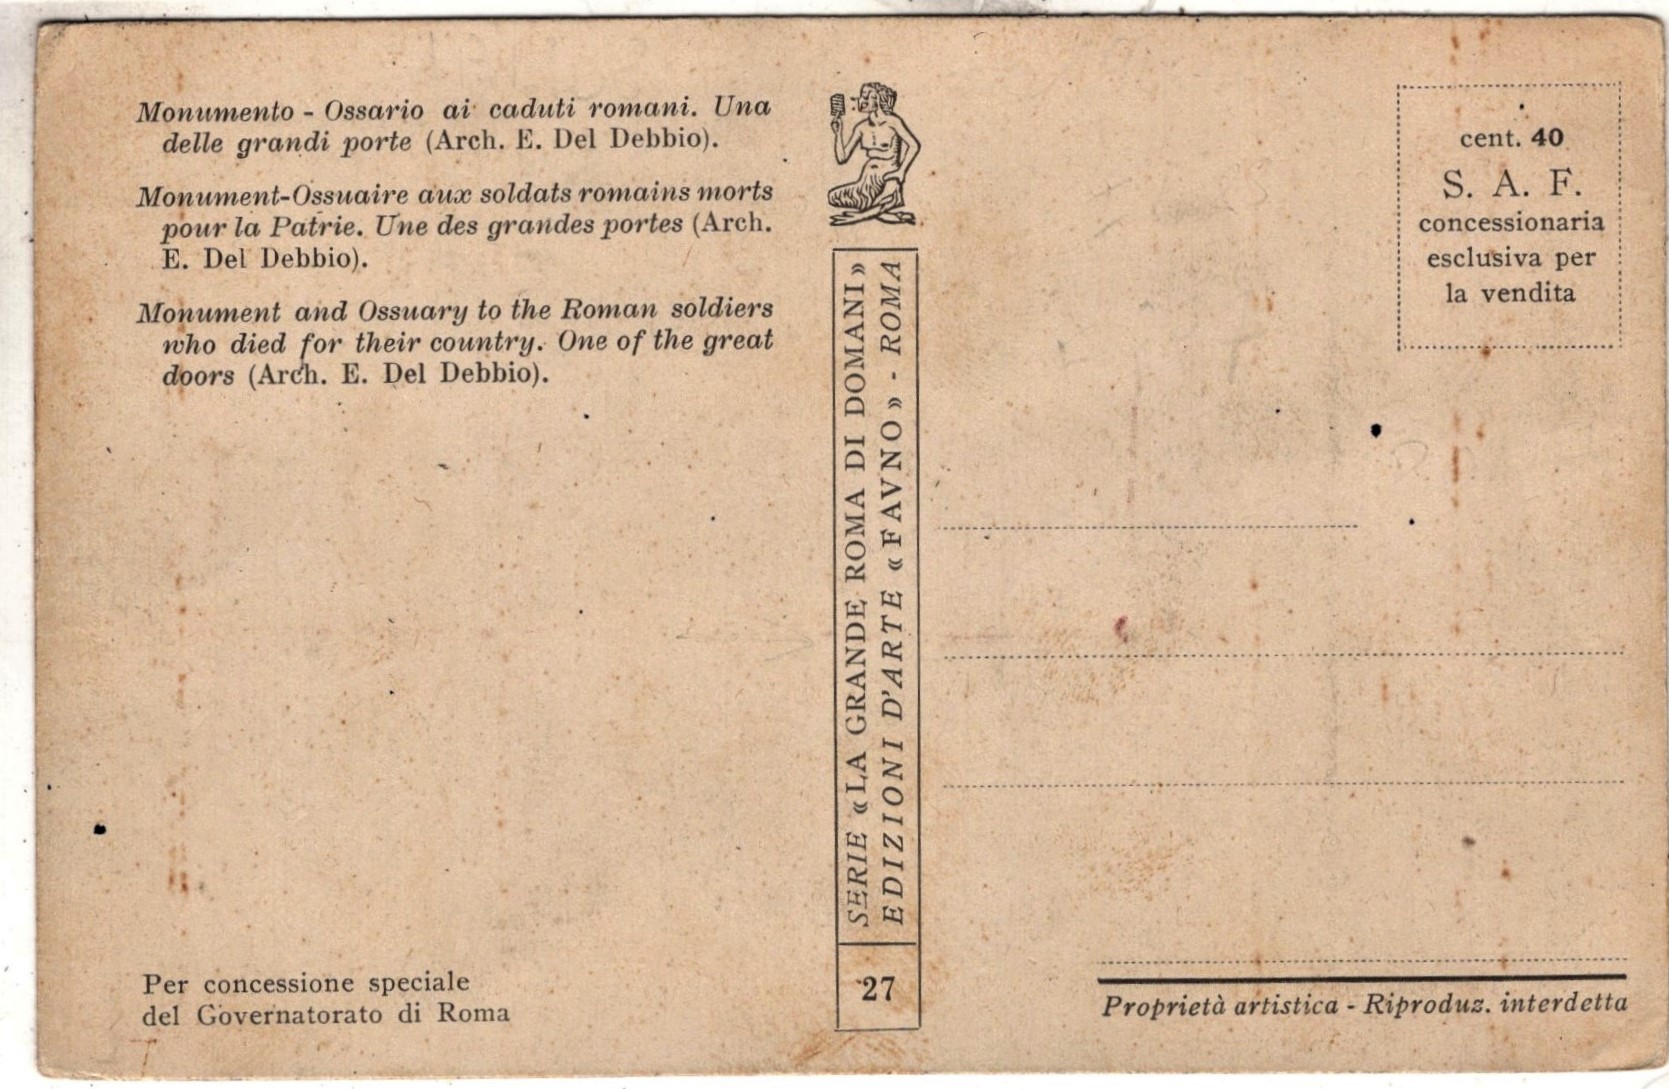 Monumento - Ossario ai caduti romani. Una
delle grandi porte (Arch. E. Del Debbio).
Monument-Ossuaire aux soldats romains morts
pour la Patrie. Une des grandes portes (Arch.
E. Del Debbio).
Monument and Ossuary to the Roman soldiers
who died for their country. One of the great
doors (Arch. E. Del Debbio).
Per concessione speciale
del Governatorato di Roma
SERIE «LA GRANDE ROMA DI DOMANI»
EDIZIONI D'ARTE «FAVNO» - ROMA
27
cent. 40
S. A. F.
concessionaria
esclusiva per
la vendita
Proprietà artistica - Riproduz. interdetta